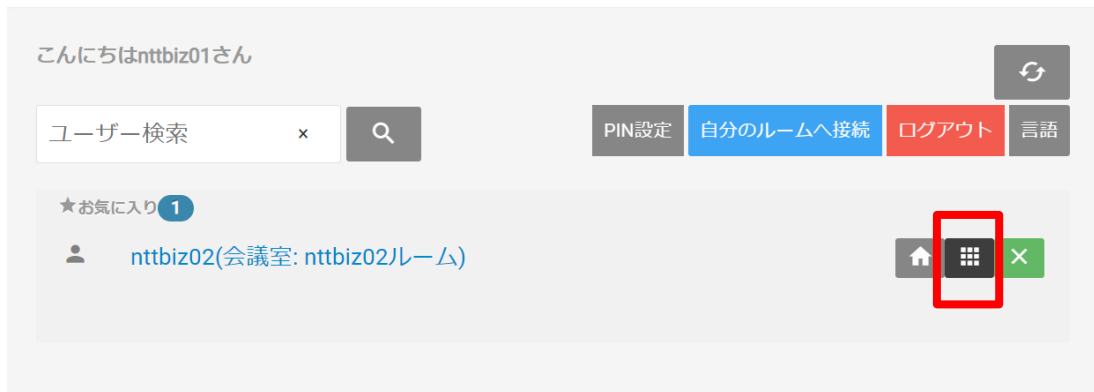 こんにちはnttbiz01さん
ユーザー検索 ×
PIN設定 自分のルームへ接続 ログアウト 言語
★お気に入り 1
nttbiz02(会議室: nttbiz02ルーム)